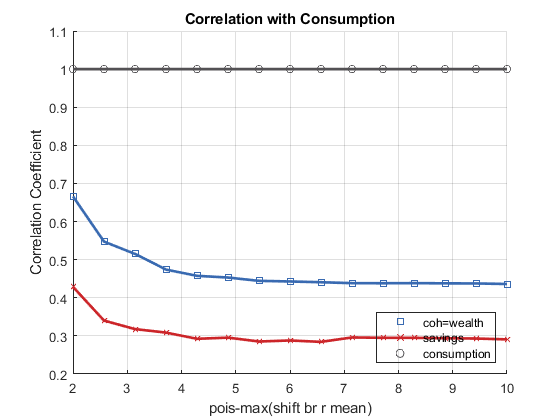 Correlation with Consumption
1.1
1
0.9
0.8
0.7
0.6
0.5
0.4
0.3
0.2
Correlation Coefficient
coh=wealth
savings
consumption
2 3 4 5 6 7 8 9 10
pois-max(shift br r mean)